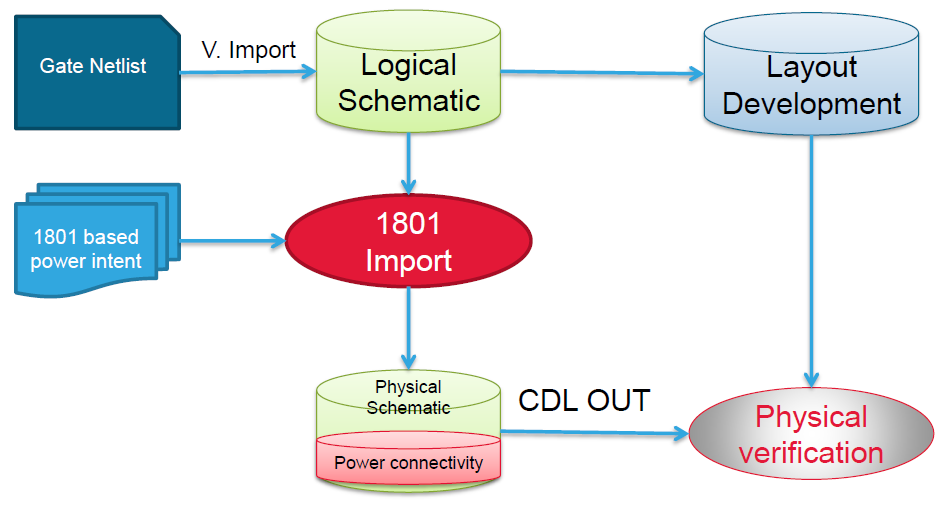 Gate Netlist
V. Import
Logical
Schematic
Layout
Development
1801 based
power intent
1801
Import
Physical
Schematic
Power connectivity
CDL OUT
Physical
verification